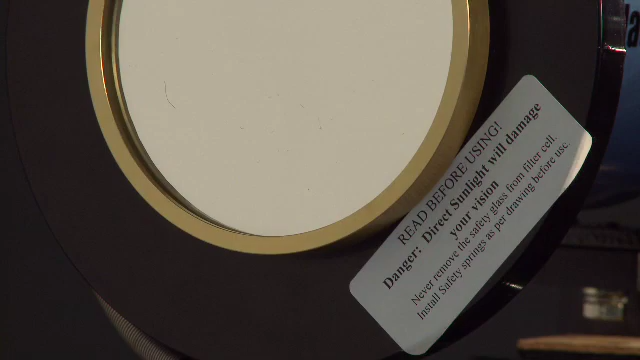 READ BEFORE USING!
Danger: Direct Sunlight will damage
your vision
Never remove the safety glass from filter cell.
Install Safety springs as per drawing before use.